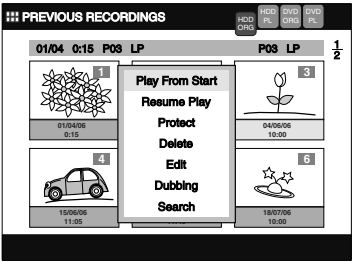 PREVIOUS RECORDINGS
HDD ORG
HDD PL
DVD ORG
DVD PL
01/04 0:15 P03 LP P03 LP
1/2
1
3
Play From Start
Resume Play
Protect
Delete
Edit
Dubbing
Search
01/04/06
0:15
04/06/06
10:00
4
6
15/06/06
11:05
18/07/06
10:00